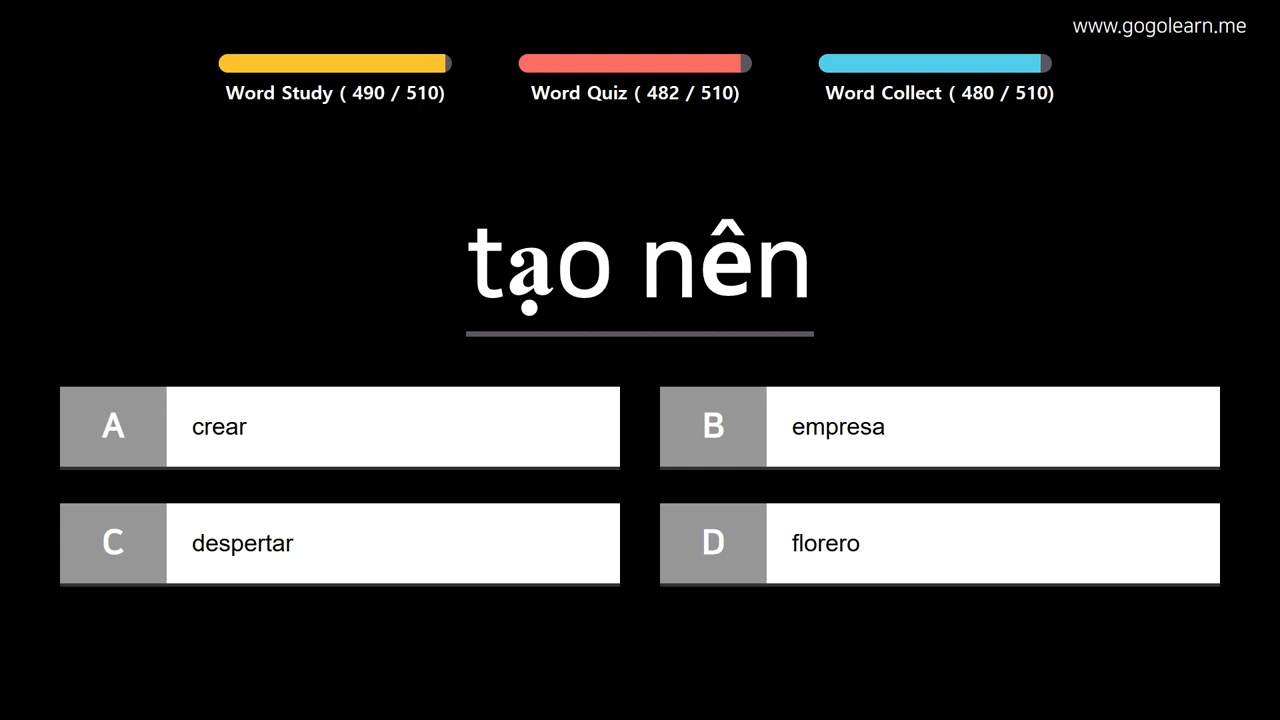 www.gogolearn.me
Word Study ( 490 / 510)
Word Quiz ( 482 / 510)
Word Collect ( 480 / 510)
tạo nên
A crear
B empresa
C despertar
D florero